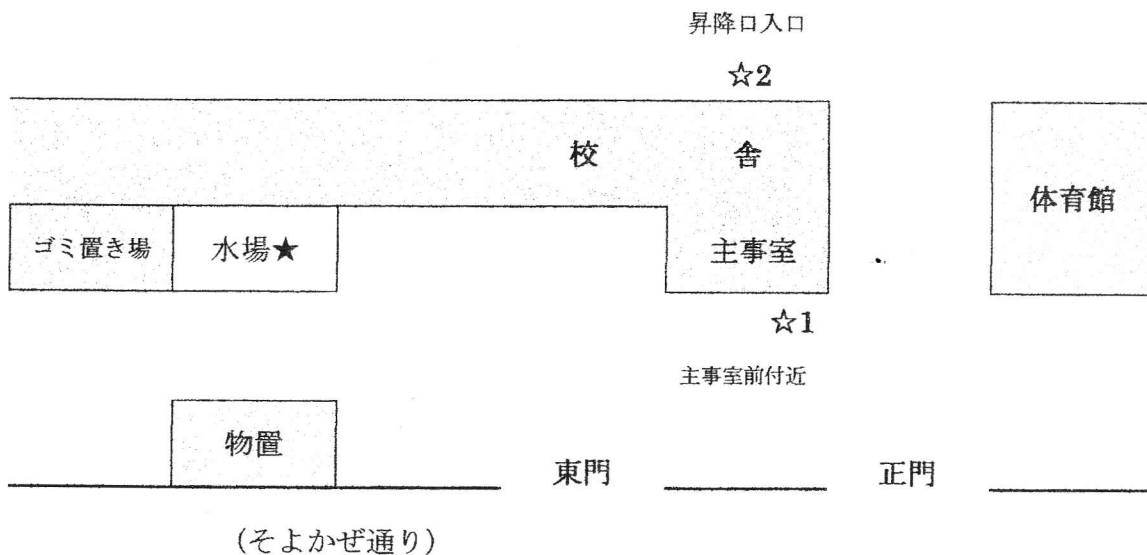 昇降口入口
☆2
校 舎
体育館
ゴミ置き場
水場★
主事室
☆1
主事室前付近
物置
東門
正門
(そよかぜ通り)